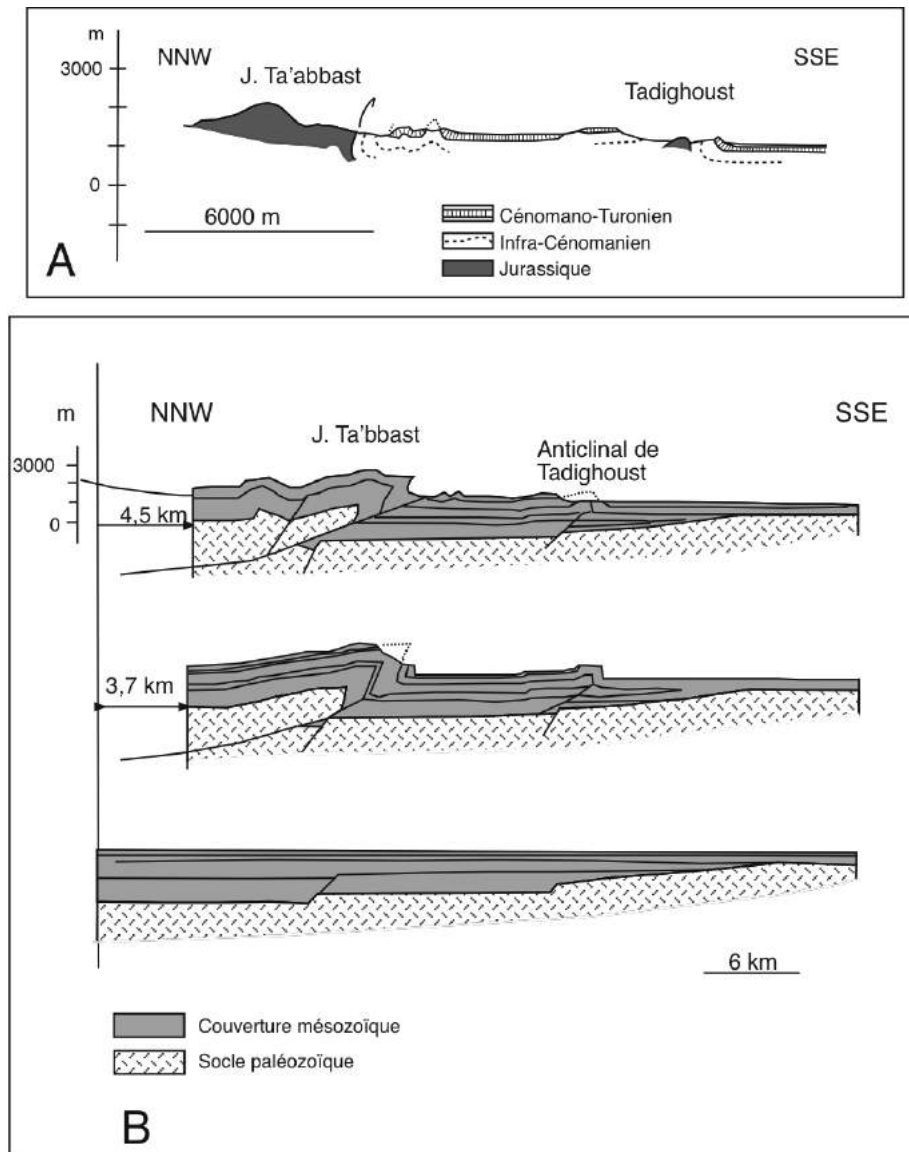 m
NNW
SSE
3000
J. Ta'abbast
Tadighoust
0
6000 m
Cénomano-Turonien
Infra-Cénomanien
Jurassique
A
m
NNW
SSE
J. Ta'bbast
Anticlinal de
Tadighoust
3000
0
4,5 km
3,7 km
6 km
Couverture mésozoïque
Socle paléozoïque
B